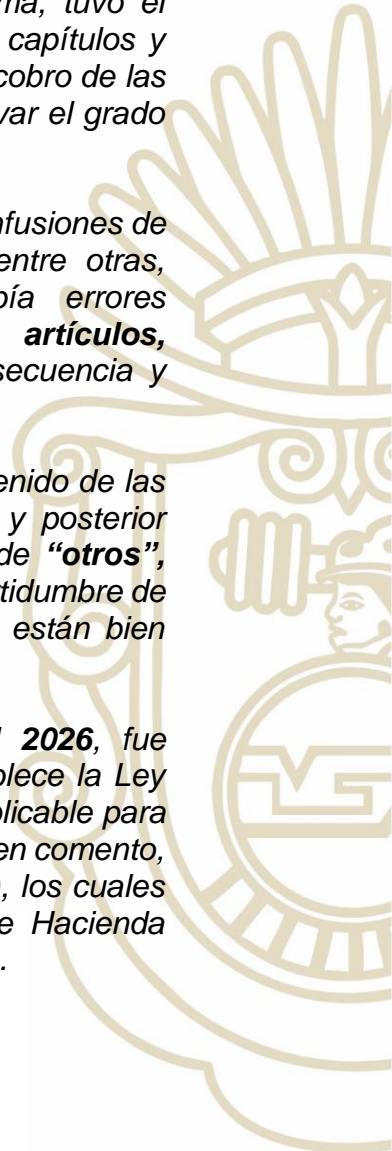 ma, tuvo el
capítulos y
cobro de las
var el grado
nfusiones de
entre otras,
bía errores
artículos,
secuencia y
enido de las
y posterior
de “otros”,
rtidumbre de
están bien
2026, fue
olece la Ley
plicable para
en comento,
, los cuales
e Hacienda
.